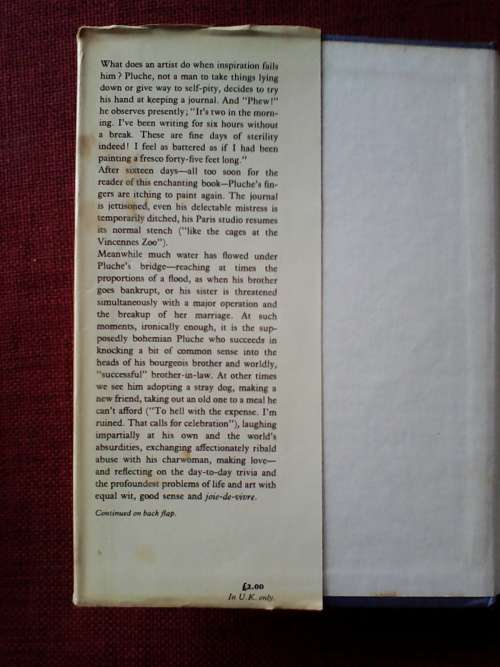 What does an artist do when inspiration fails
him? Pluche, not a man to take things lying
down or give way to self-pity, decides to try
his hand at keeping a journal. And "Phew!"
he observes presently; "It's two in the morn-
ing. I've been writing for six hours without
a break. These are fine days of sterility
indeed! I feel as battered as if I had been
painting a fresco forty-five feet long."
After sixteen days—all too soon for the
reader of this enchanting book—Pluche's fin-
gers are itching to paint again. The journal
is jettisoned, even his delectable mistress is
temporarily ditched, his Paris studio resumes
its normal stench ("like the cages at the
Vincennes Zoo").
Meanwhile much water has flowed under
Pluche's bridge—reaching at times the
proportions of a flood, as when his brother
goes bankrupt, or his sister is threatened
simultaneously with a major operation and
the breakup of her marriage. At such
moments, ironically enough, it is the sup-
posedly bohemian Pluche who succeeds in
knocking a bit of common sense into the
heads of his bourgeois brother and worldly,
"successful" brother-in-law. At other times
we see him adopting a stray dog, making a
new friend, taking out an old one to a meal he
can't afford ("To hell with the expense. I'm
ruined. That calls for celebration"), laughing
impartially at his own and the world's
absurdities, exchanging affectionately ribald
abuse with his charwoman, making love—
and reflecting on the day-to-day trivia and
the profoundest problems of life and art with
equal wit, good sense and joie-de-vivre.
Continued on back flap.
£2.00
In U.K. only.